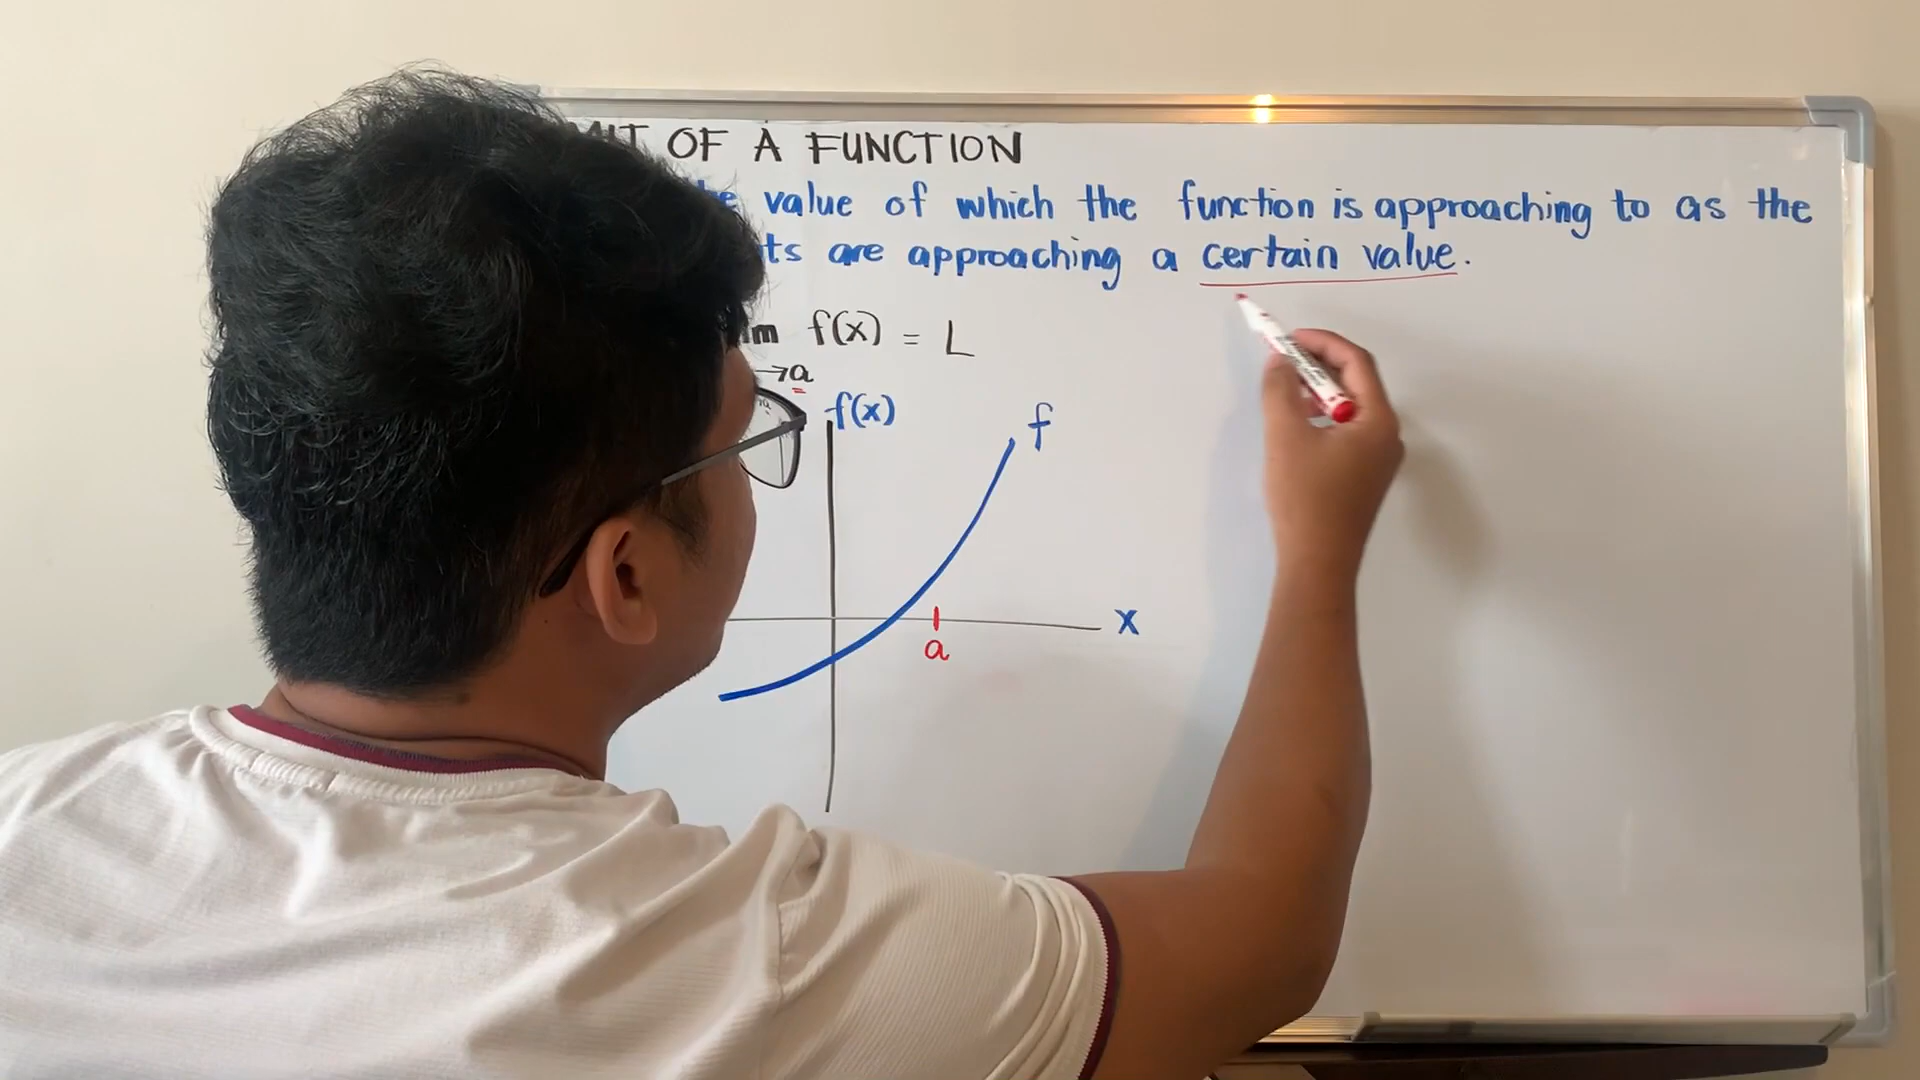 OF A FUNCTION
value of which the function is approaching to as the
are approaching a certain value.
f(x) = L
→a
f(x)
f
x
a